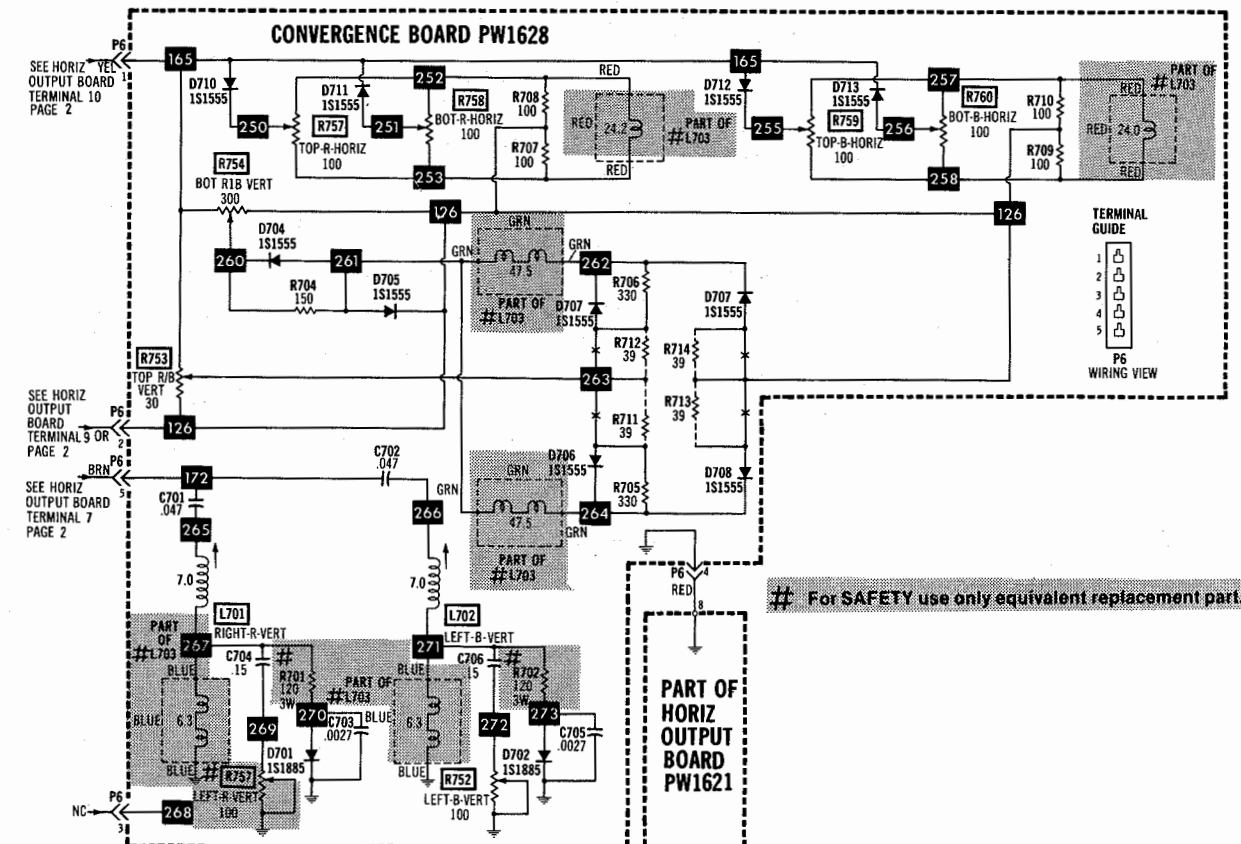 CONVERGENCE BOARD PW1628
P6
1
SEE HORIZ YEL
OUTPUT BOARD
TERMINAL 10
PAGE 2
165
D710
1S1555
250
R757
TOP-R-HORIZ
100
D711
1S1555
251
252
R758
BOT-R-HORIZ
100
253
R708
100
R707
100
RED
RED
24.2
RED
# PART OF
L703
165
D712
1S1555
255
R759
TOP-B-HORIZ
100
D713
1S1555
256
257
R760
BOT-B-HORIZ
100
258
R710
100
R709
100
# PART OF
L703
RED
RED
24.0
RED
R754
BOT R1B VERT
300
126
126
D704
1S1555
260
261
R704
150
D705
1S1555
GRN
GRN
47.5
GRN
PART OF
# L703
262
R706
330
D707
1S1555
D707
1S1555
R712
39
R714
39
263
R711
39
R713
39
D706
1S1555
R705
330
D708
1S1555
264
TERMINAL
GUIDE
1
2
3
4
5
P6
WIRING VIEW
R753
TOP R/B
VERT
30
SEE HORIZ
OUTPUT
BOARD
TERMINAL 9 OR
PAGE 2
P6
2
126
P6
BRN
5
SEE HORIZ
OUTPUT BOARD
TERMINAL 7
PAGE 2
172
C701
.047
265
C702
.047
GRN
266
GRN
47.5
GRN
PART OF
# L703
7.0
L701
RIGHT-R-VERT
PART
OF
# L703
267
BLUE
BLUE
6.3
BLUE
C704
.15
269
#
R701
120
3W
270
D701
1S1885
C703
.0027
# R757
LEFT-R-VERT
100
7.0
L702
LEFT-B-VERT
271
PART OF
# L703
BLUE
BLUE
6.3
BLUE
C706
.15
272
#
R702
120
3W
273
D702
1S1885
C705
.0027
R752
LEFT-B-VERT
100
P6
NC
3
268
P6
4
RED
8
PART OF
HORIZ
OUTPUT
BOARD
PW1621
# For SAFETY use only equivalent replacement part.